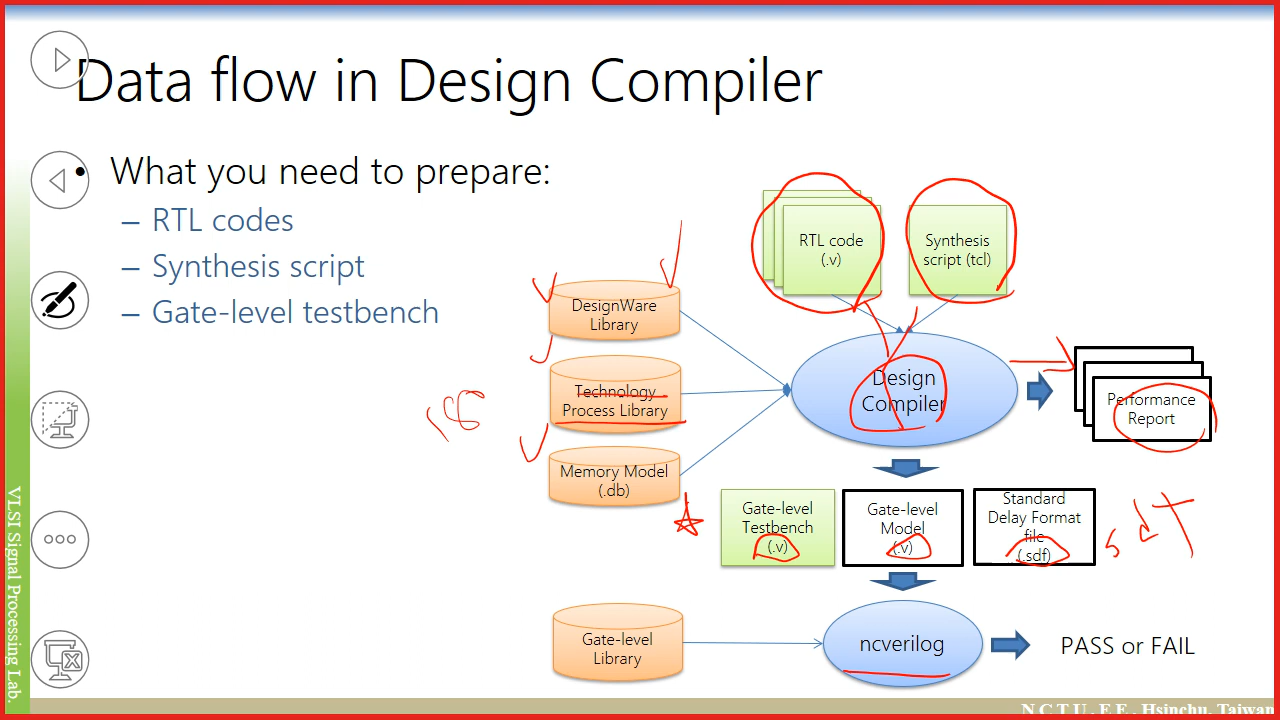 Data flow in Design Compiler
• What you need to prepare:
– RTL codes
– Synthesis script
– Gate-level testbench
RTL code
(.v)
Synthesis
script (tcl)
DesignWare
Library
Technology
Process Library
Memory Model
(.db)
Design
Compiler
Performance
Report
Gate-level
Testbench
(.v)
Gate-level
Model
(.v)
Standard
Delay Format
file
(.sdf)
sdf
Gate-level
Library
ncverilog
PASS or FAIL
VLSI Signal Processing Lab.
NCTU. EE. Hsinchu. Taiwan